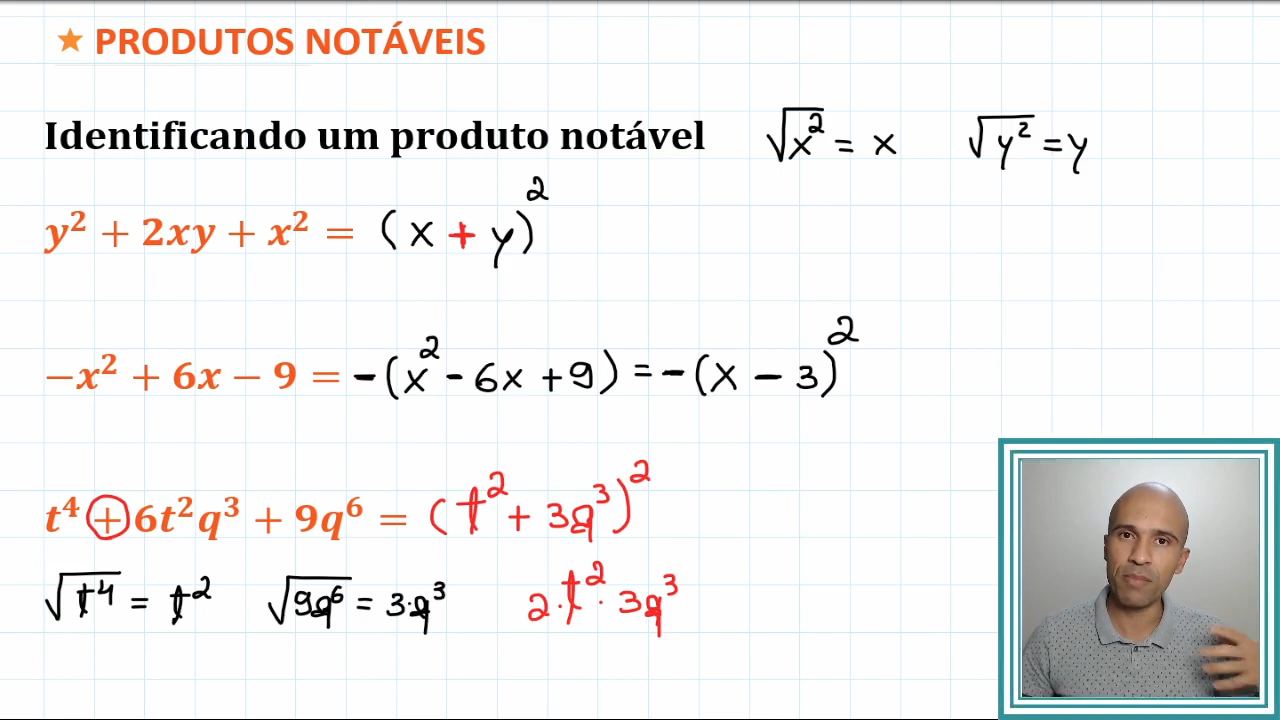 PRODUTOS NOTÁVEIS
Identificando um produto notável √x² = x √y² = y
y² + 2xy + x² = (x + y)²
−x² + 6x − 9 = −(x² − 6x + 9) = −(x − 3)²
t⁴ + 6t²q³ + 9q⁶ = (t² + 3q³)²
√t⁴ = t² √9q⁶ = 3·q³ 2·t²·3q³